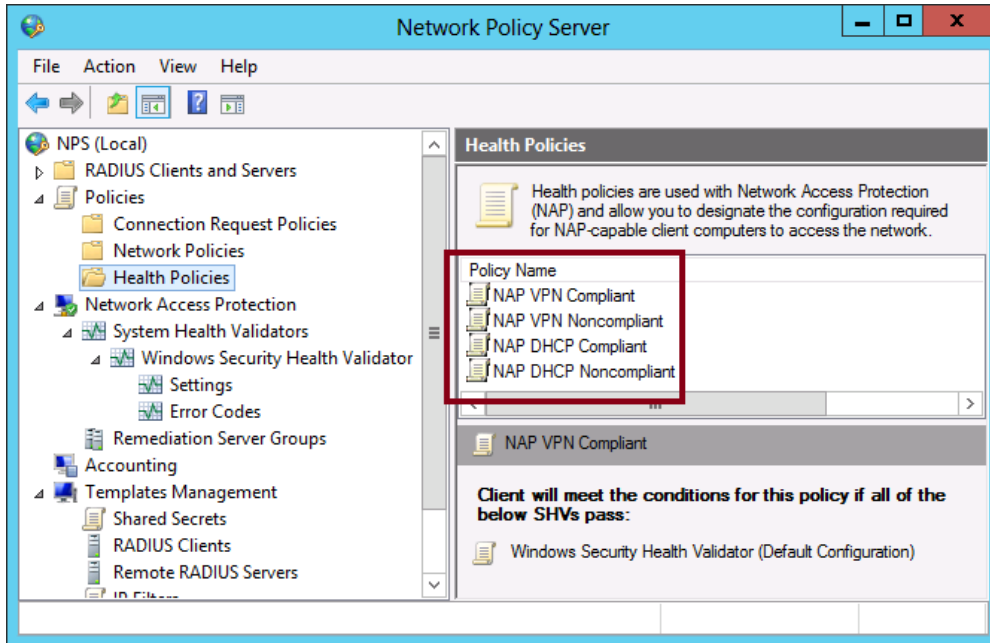 Network Policy Server
File Action View Help
NPS (Local)
RADIUS Clients and Servers
Policies
Connection Request Policies
Network Policies
Health Policies
Network Access Protection
System Health Validators
Windows Security Health Validator
Settings
Error Codes
Remediation Server Groups
Accounting
Templates Management
Shared Secrets
RADIUS Clients
Remote RADIUS Servers
IP Filters
Health Policies
Health policies are used with Network Access Protection
(NAP) and allow you to designate the configuration required
for NAP-capable client computers to access the network.
Policy Name
NAP VPN Compliant
NAP VPN Noncompliant
NAP DHCP Compliant
NAP DHCP Noncompliant
NAP VPN Compliant
Client will meet the conditions for this policy if all of the
below SHVs pass:
Windows Security Health Validator (Default Configuration)